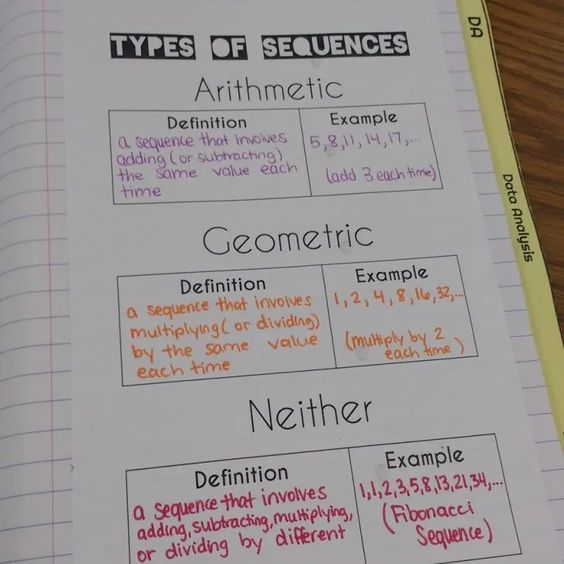 TYPES OF SEQUENCES
Arithmetic
Definition
a sequence that involves
adding (or subtracting)
the same value each
time
Example
5,8,11,14,17,...
(add 3 each time)
Geometric
Definition
a sequence that involves
multiplying (or dividing)
by the same value
each time
Example
1, 2, 4, 8, 16, 32,...
(multiply by 2
each time)
Neither
Definition
a sequence that involves
adding, subtracting, multiplying,
or dividing by different
Example
1,1,2,3,5,8,13,21,34,...
(Fibonacci
Sequence)
DA
Data Analysis